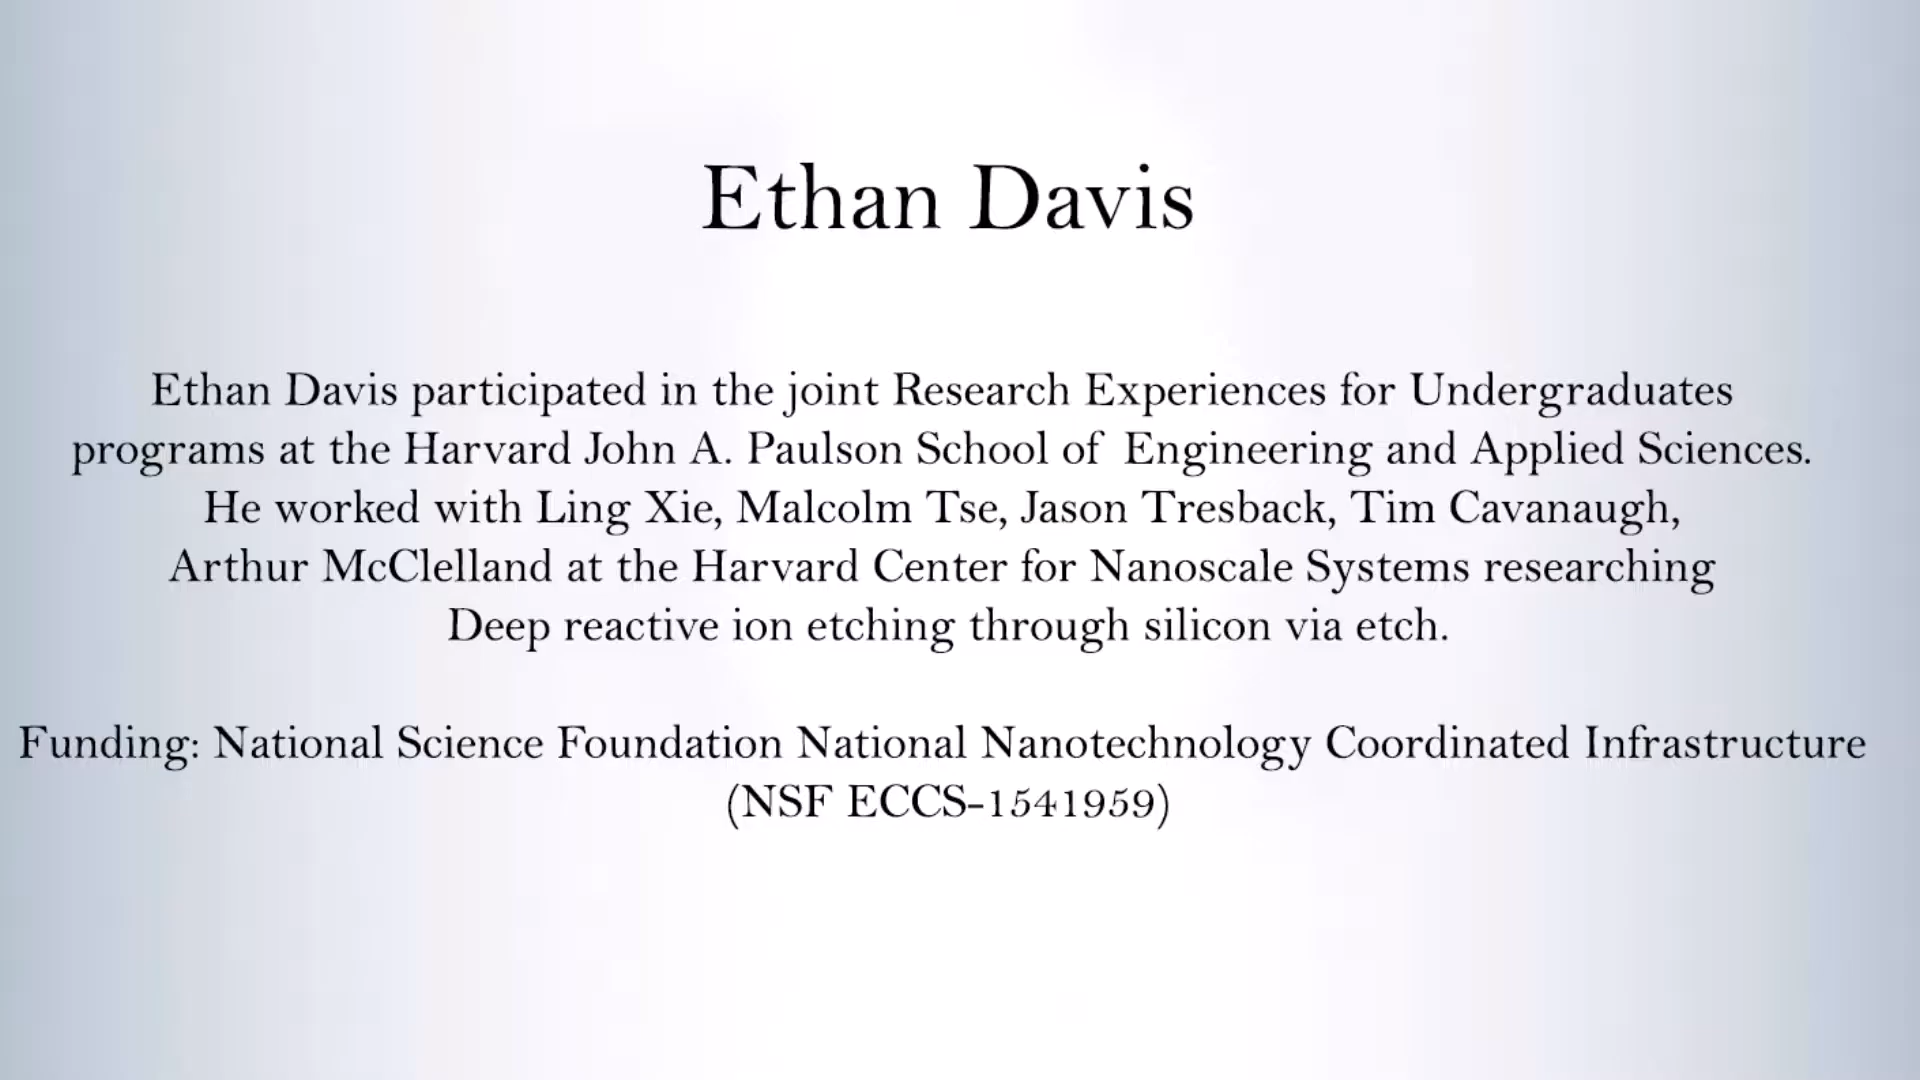 Ethan Davis
Ethan Davis participated in the joint Research Experiences for Undergraduates
programs at the Harvard John A. Paulson School of Engineering and Applied Sciences.
He worked with Ling Xie, Malcolm Tse, Jason Tresback, Tim Cavanaugh,
Arthur McClelland at the Harvard Center for Nanoscale Systems researching
Deep reactive ion etching through silicon via etch.
Funding: National Science Foundation National Nanotechnology Coordinated Infrastructure
(NSF ECCS-1541959)